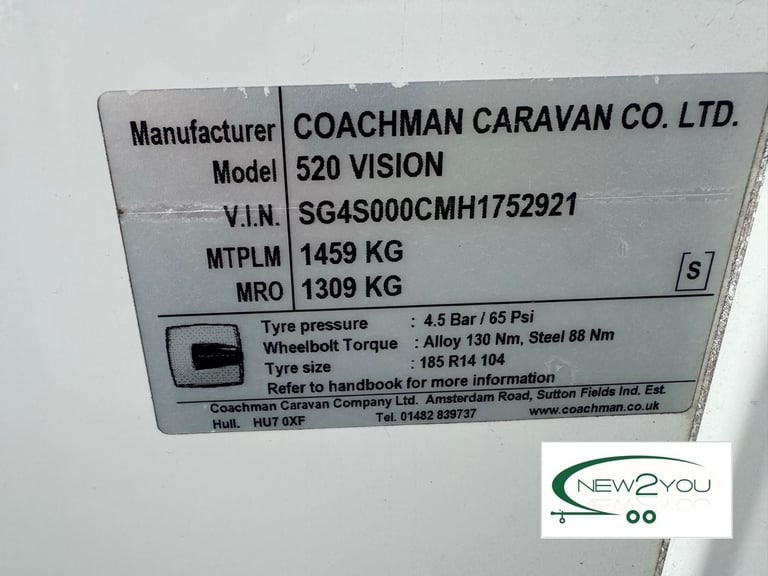 Manufacturer COACHMAN CARAVAN CO. LTD.
Model 520 VISION
V.I.N. SG4S000CMH1752921
MTPLM 1459 KG
MRO 1309 KG [S]
Tyre pressure : 4.5 Bar / 65 Psi
Wheelbolt Torque : Alloy 130 Nm, Steel 88 Nm
Tyre size : 185 R14 104
Refer to handbook for more information
Coachman Caravan Company Ltd. Amsterdam Road, Sutton Fields Ind. Est.
Hull. HU7 0XF Tel. 01482 839737 www.coachman.co.uk
NEW2YOU